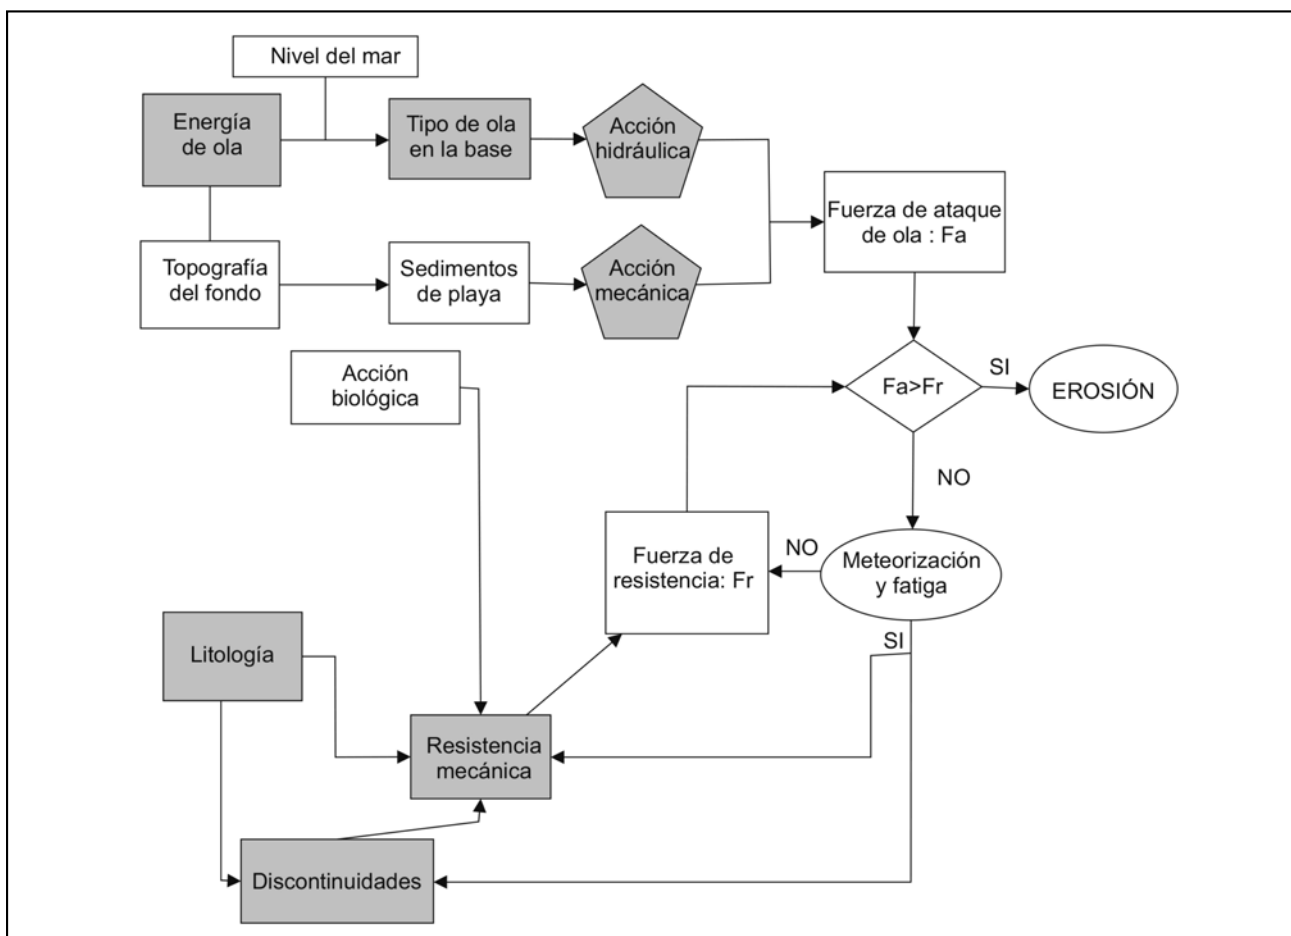 Nivel del mar
Energía
de ola
Tipo de ola
en la base
Acción
hidráulica
Fuerza de ataque
de ola : Fa
Topografía
del fondo
Sedimentos
de playa
Acción
mecánica
Acción
biológica
Fa>Fr
SI
EROSIÓN
NO
Fuerza de
resistencia: Fr
NO
Meteorización
y fatiga
SI
Litología
Resistencia
mecánica
Discontinuidades